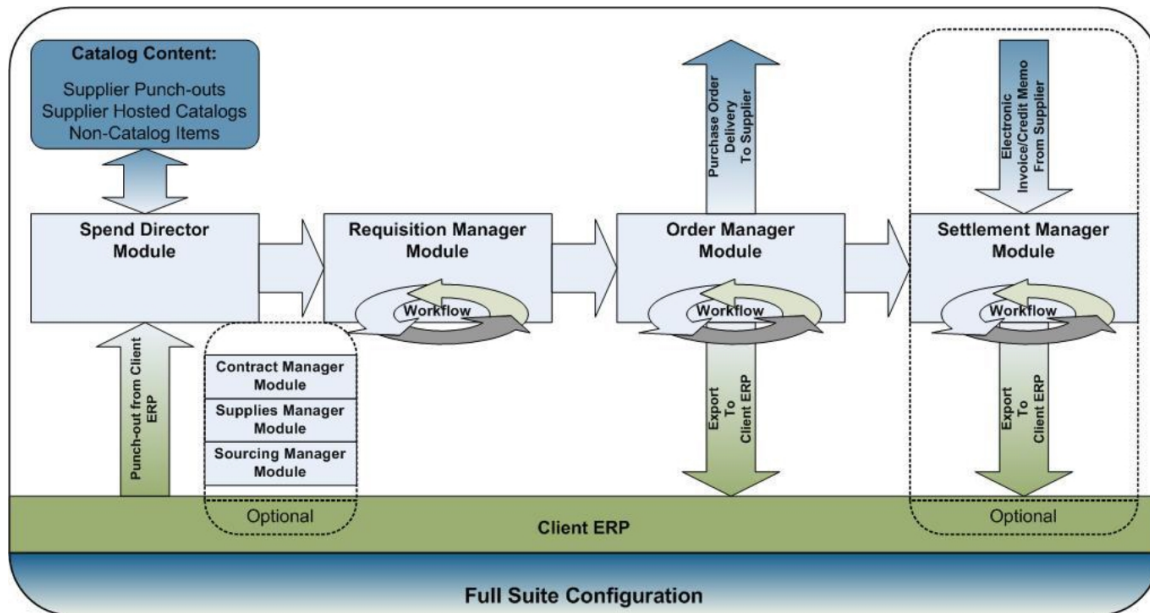 Catalog Content:
Supplier Punch-outs
Supplier Hosted Catalogs
Non-Catalog Items
Purchase Order
Delivery
To Supplier
Electronic
Invoice/Credit Memo
From Supplier
Spend Director
Module
Requisition Manager
Module
Workflow
Order Manager
Module
Workflow
Settlement Manager
Module
Workflow
Punch-out from Client
ERP
Contract Manager
Module
Supplies Manager
Module
Sourcing Manager
Module
Optional
Export
To
Client ERP
Export
To
Client ERP
Optional
Client ERP
Full Suite Configuration